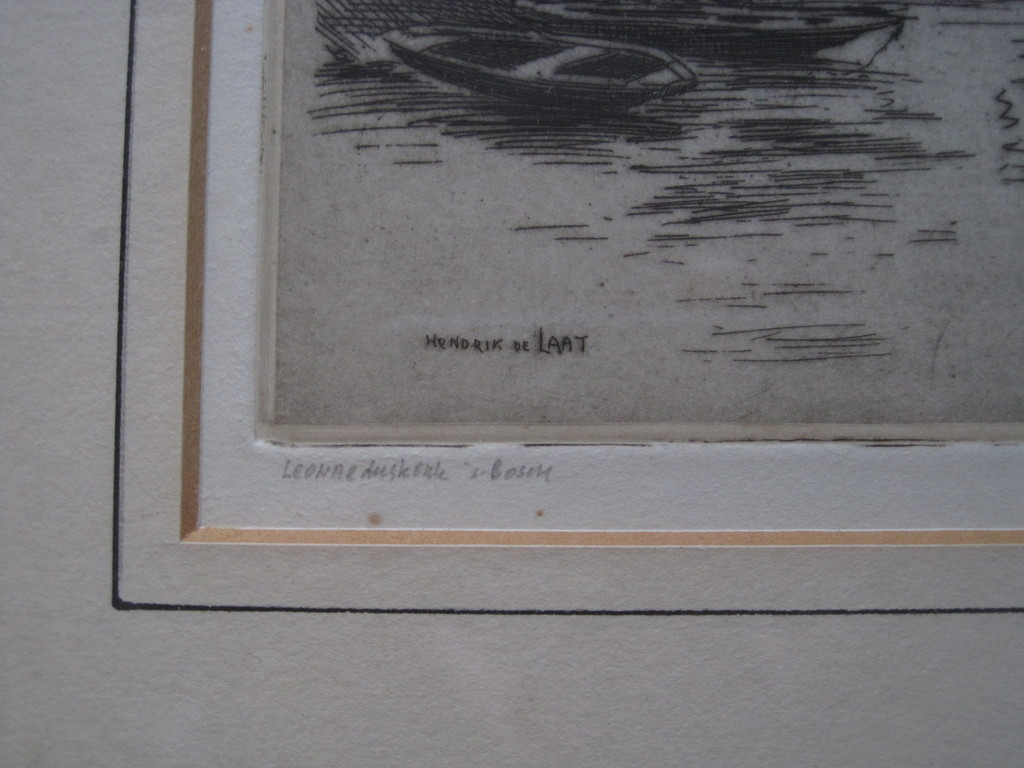 HENDRIK DE LAAT
LEONARduskerk 's-BoscH